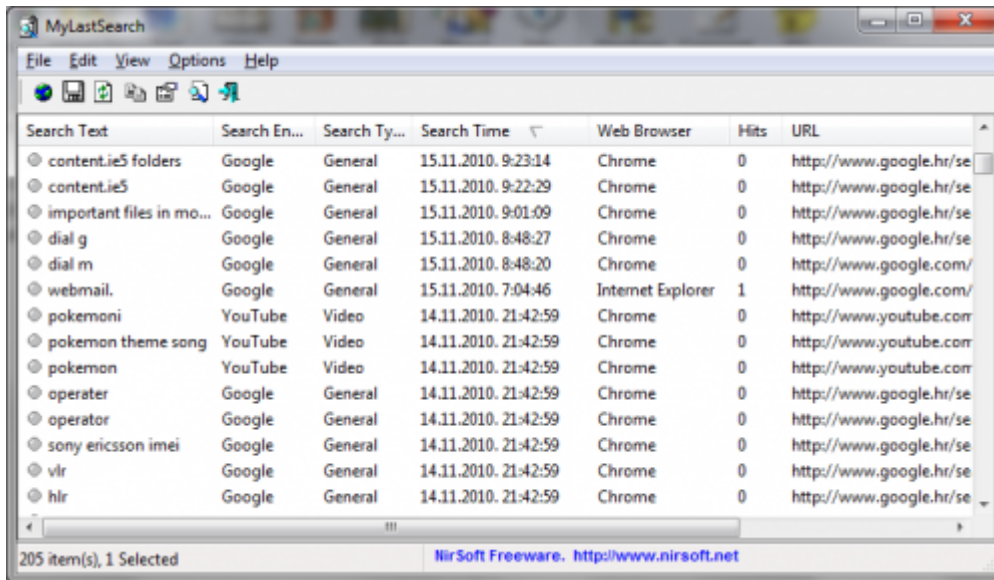 MyLastSearch
File Edit View Options Help
Search Text Search En... Search Ty... Search Time Web Browser Hits URL
content.ie5 folders Google General 15.11.2010. 9:23:14 Chrome 0 http://www.google.hr/se
content.ie5 Google General 15.11.2010. 9:22:29 Chrome 0 http://www.google.hr/se
important files in mo... Google General 15.11.2010. 9:01:09 Chrome 0 http://www.google.hr/se
dial g Google General 15.11.2010. 8:48:27 Chrome 0 http://www.google.hr/se
dial m Google General 15.11.2010. 8:48:20 Chrome 0 http://www.google.com/
webmail. Google General 15.11.2010. 7:04:46 Internet Explorer 1 http://www.google.com/
pokemoni YouTube Video 14.11.2010. 21:42:59 Chrome 0 http://www.youtube.com
pokemon theme song YouTube Video 14.11.2010. 21:42:59 Chrome 0 http://www.youtube.com
pokemon YouTube Video 14.11.2010. 21:42:59 Chrome 0 http://www.youtube.com
operater Google General 14.11.2010. 21:42:59 Chrome 0 http://www.google.hr/se
operator Google General 14.11.2010. 21:42:59 Chrome 0 http://www.google.hr/se
sony ericsson imei Google General 14.11.2010. 21:42:59 Chrome 0 http://www.google.hr/se
vlr Google General 14.11.2010. 21:42:59 Chrome 0 http://www.google.hr/se
hlr Google General 14.11.2010. 21:42:59 Chrome 0 http://www.google.hr/se
205 item(s), 1 Selected NirSoft Freeware. http://www.nirsoft.net